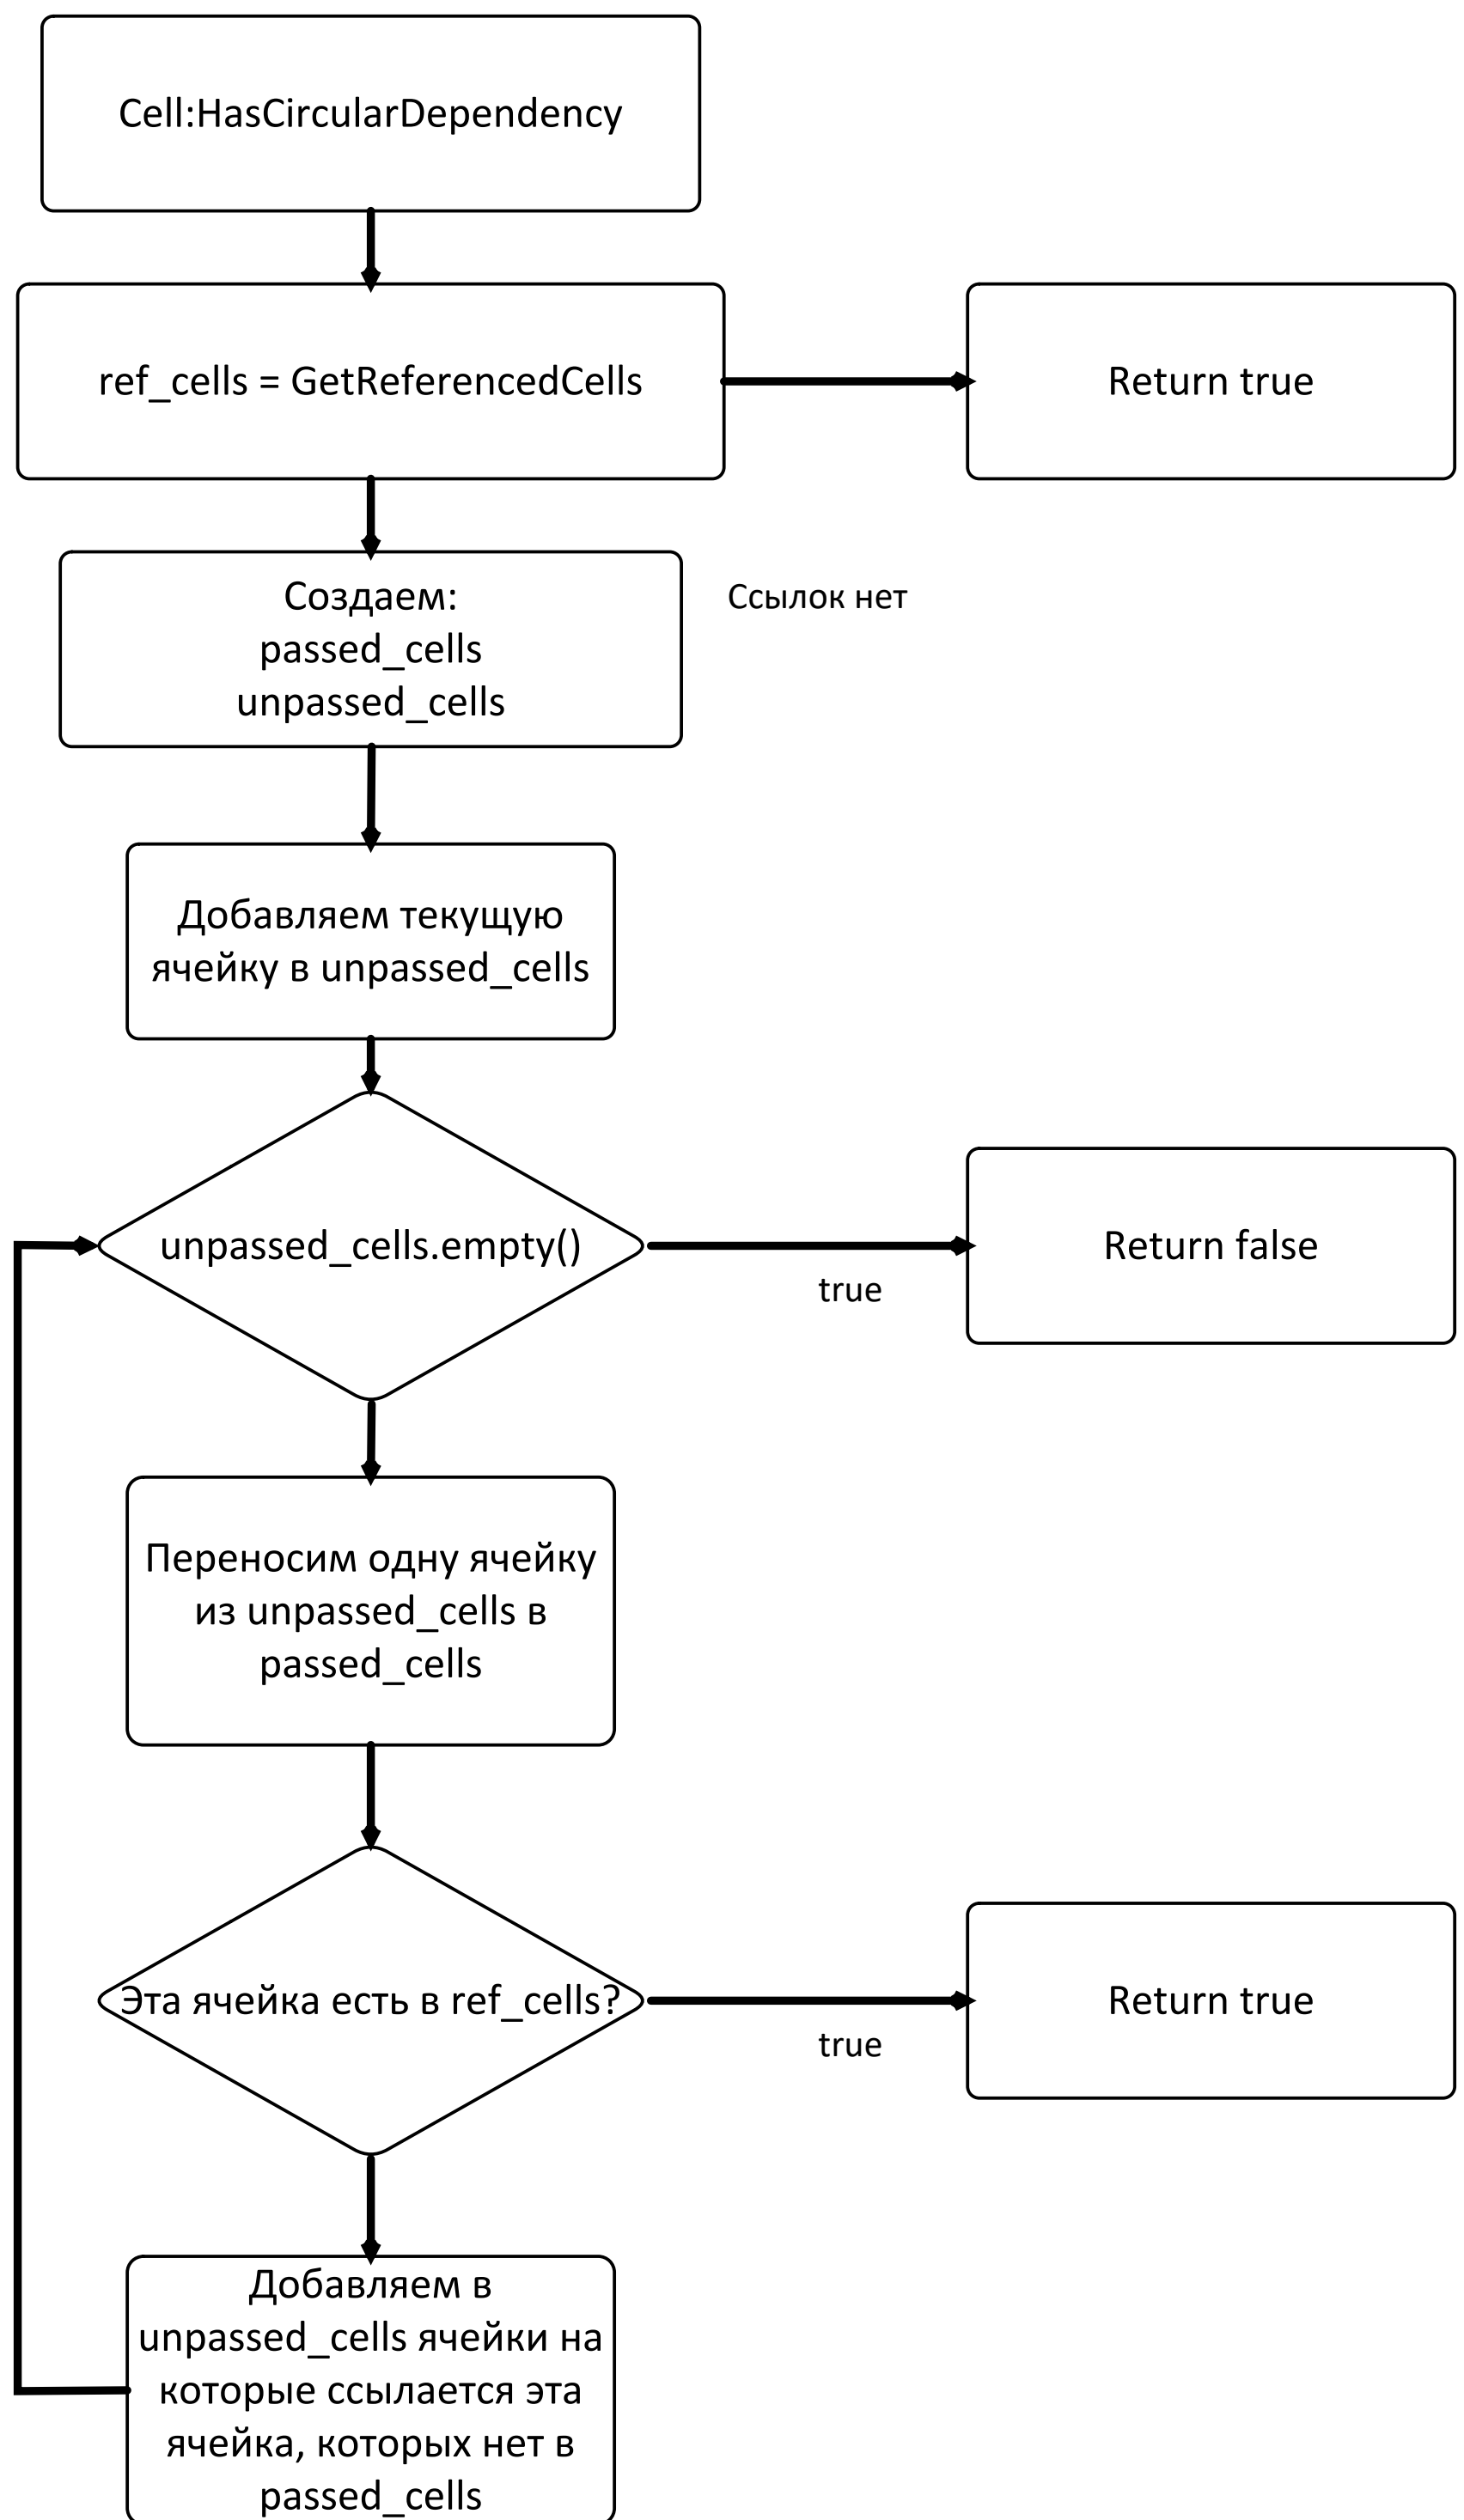 Cell:HasCircularDependency
ref_cells = GetReferencedCells
Return true
Создаем:
passed_cells
unpassed_cells
Ссылок нет
Добавляем текущую
ячейку в unpassed_cells
unpassed_cells.empty()
true
Return false
Переносим одну ячейку
из unpassed_cells в
passed_cells
Эта ячейка есть в ref_cells?
true
Return true
Добавляем в
unpassed_cells ячейки на
которые ссылается эта
ячейка, которых нет в
passed_cells